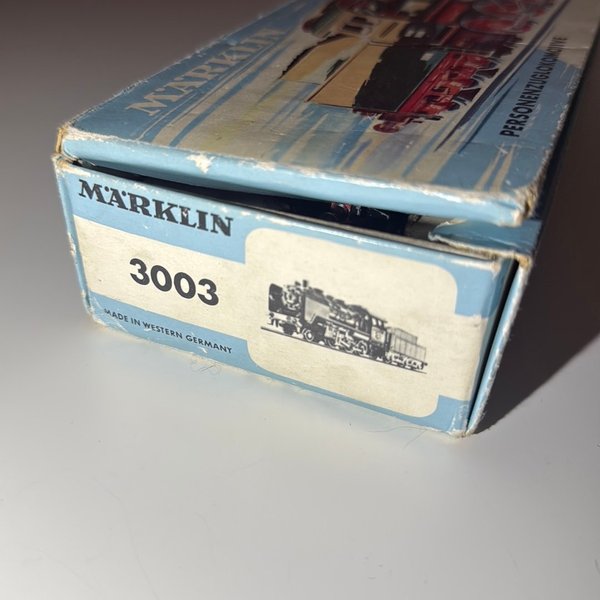 MÄRKLIN
PERSONENZUGLOKOMOTIVE
MÄRKLIN
3003
MADE IN WESTERN GERMANY